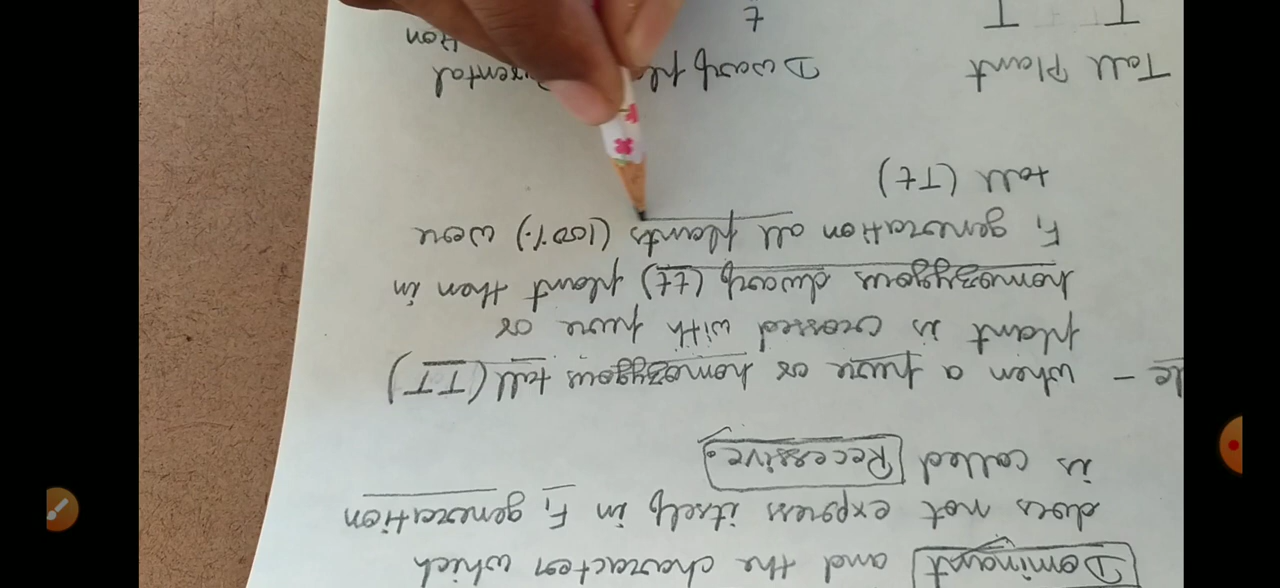 Dominant and the character which
does not express itself in F₁ generation
is called Recessive.
le - when a pure or homozygous tall (TT)
plant is crossed with pure or
homozygous dwarf (tt) plant then in
F₁ generation all plants (100%) were
tall (Tt)
Tall Plant Dwarf
T T t